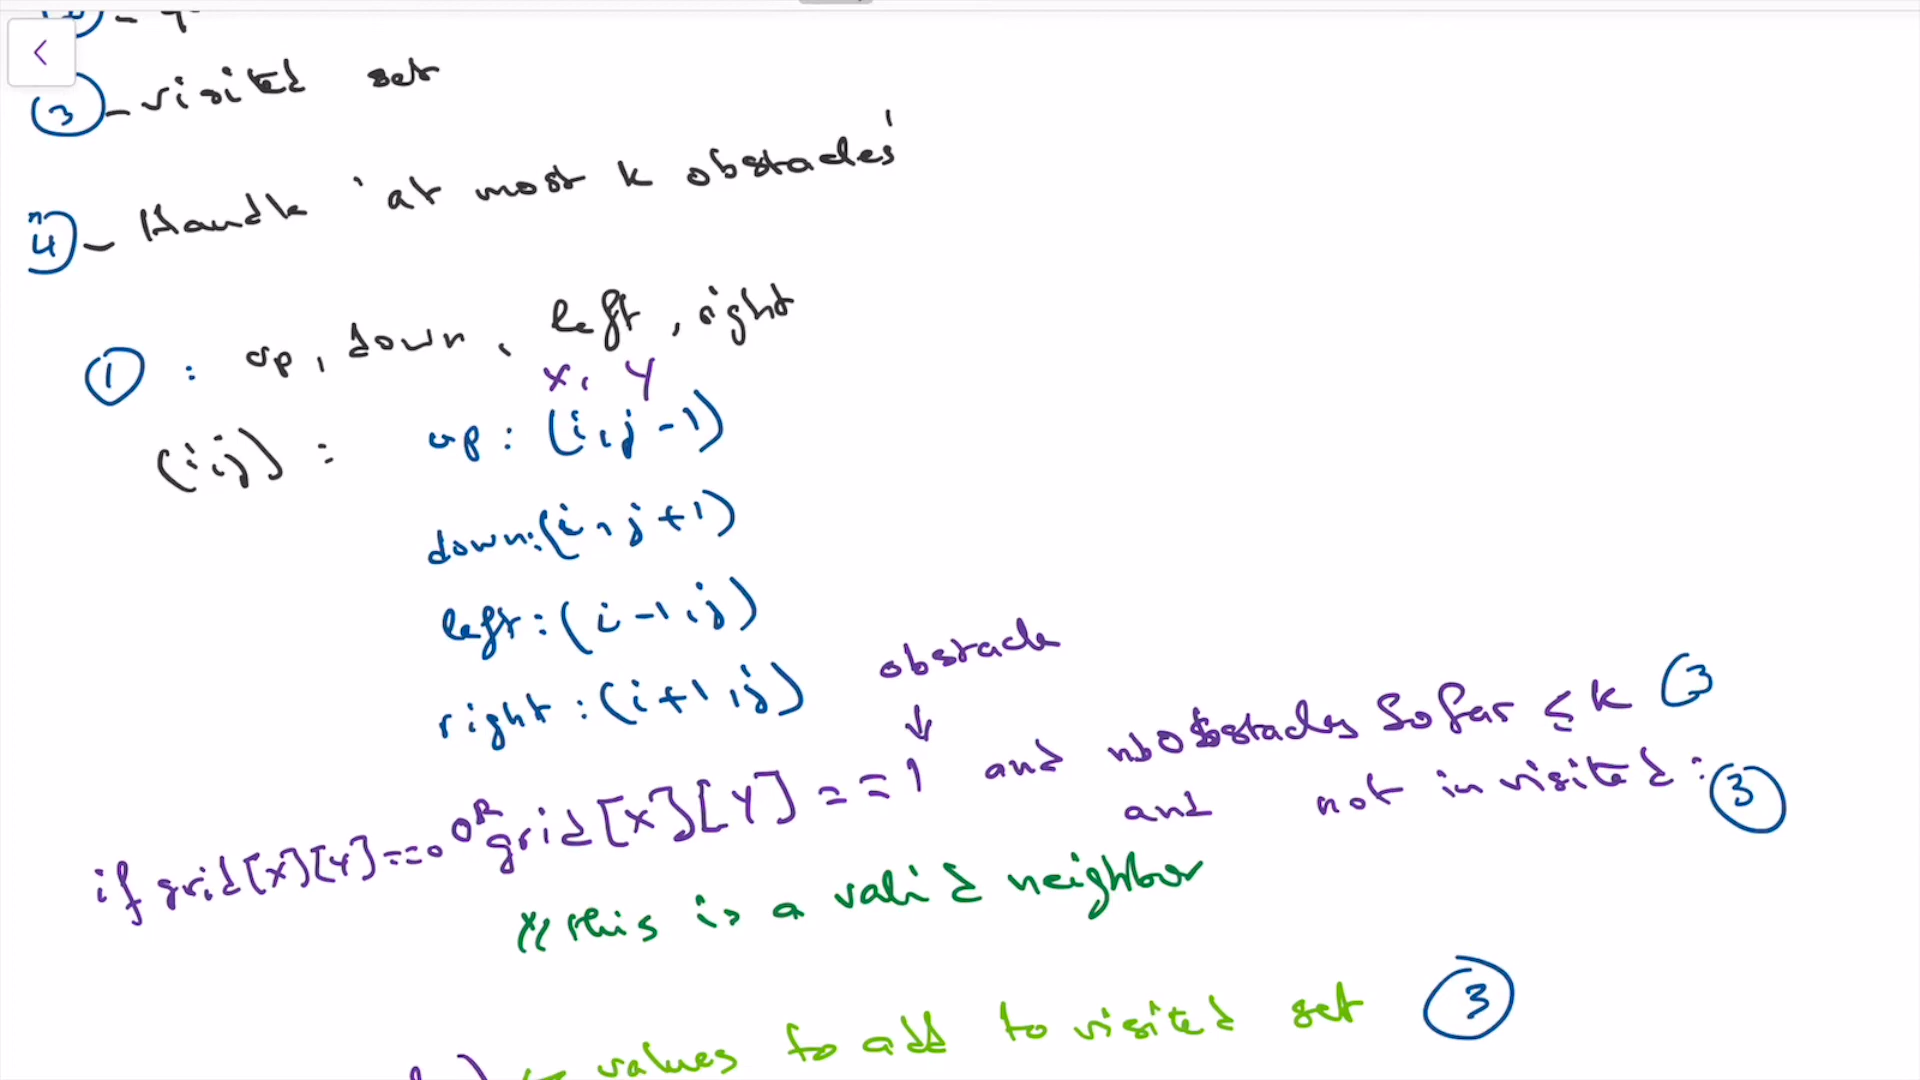 ③ - visited set
④ - Handle 'at most k obstacles'
① : up, down, left, right
x, y
(i,j) : up : (i,j-1)
down:(i,j+1)
left:(i-1,j)
right:(i+1,j)
obstacle
↓
if grid[x][y]==0 OR grid[x][y]==1 and nbObstacles so far ≤ k ③
and not in visited: ③
// this is a valid neighbor
← values to add to visited set ③